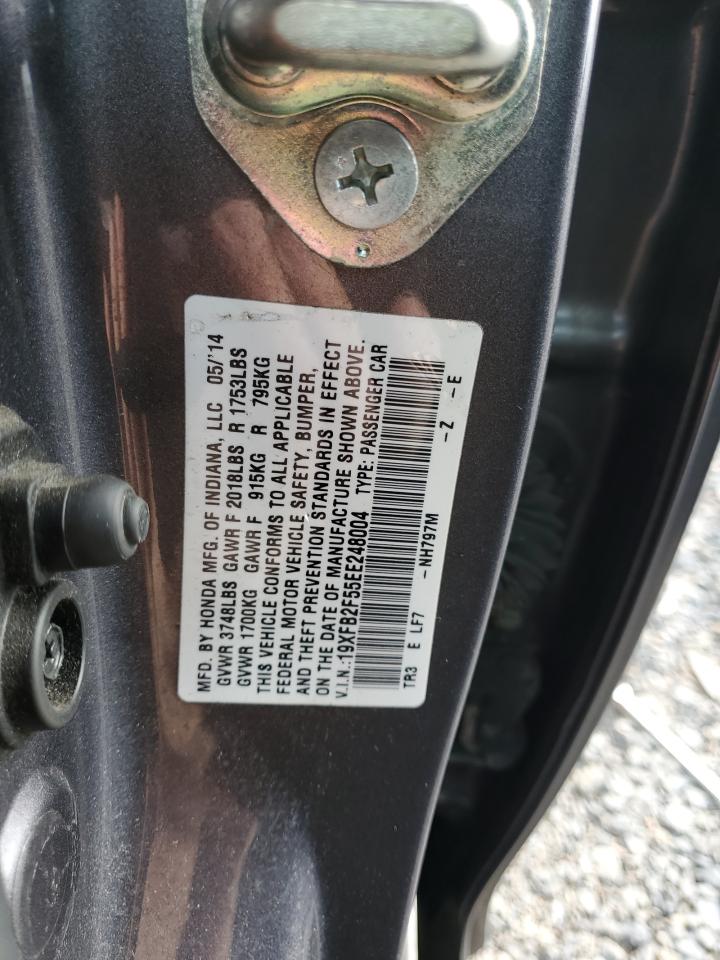 MFD. BY HONDA MFG. OF INDIANA, LLC 05/'14
GVWR 3748LBS GAWR F 2018LBS R 1753LBS
GVWR 1700KG GAWR F 915KG R 795KG
THIS VEHICLE CONFORMS TO ALL APPLICABLE
FEDERAL MOTOR VEHICLE SAFETY, BUMPER,
AND THEFT PREVENTION STANDARDS IN EFFECT
ON THE DATE OF MANUFACTURE SHOWN ABOVE.
V.I.N.:19XFB2F55EE248004 TYPE: PASSENGER CAR
TR3 E LF7 -NH797M -Z -E